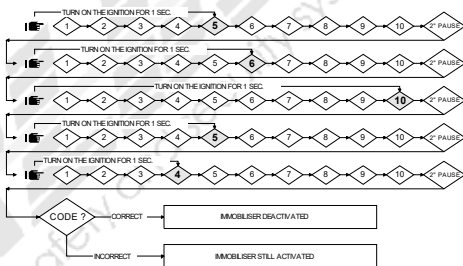 TURN ON THE IGNITION FOR 1 SEC.
1 2 3 4 5 6 7 8 9 10 2" PAUSE
TURN ON THE IGNITION FOR 1 SEC.
1 2 3 4 5 6 7 8 9 10 2" PAUSE
TURN ON THE IGNITION FOR 1 SEC.
1 2 3 4 5 6 7 8 9 10 2" PAUSE
TURN ON THE IGNITION FOR 1 SEC.
1 2 3 4 5 6 7 8 9 10 2" PAUSE
TURN ON THE IGNITION FOR 1 SEC.
1 2 3 4 5 6 7 8 9 10 2" PAUSE
CODE ? CORRECT IMMOBILISER DEACTIVATED
INCORRECT IMMOBILISER STILL ACTIVATED